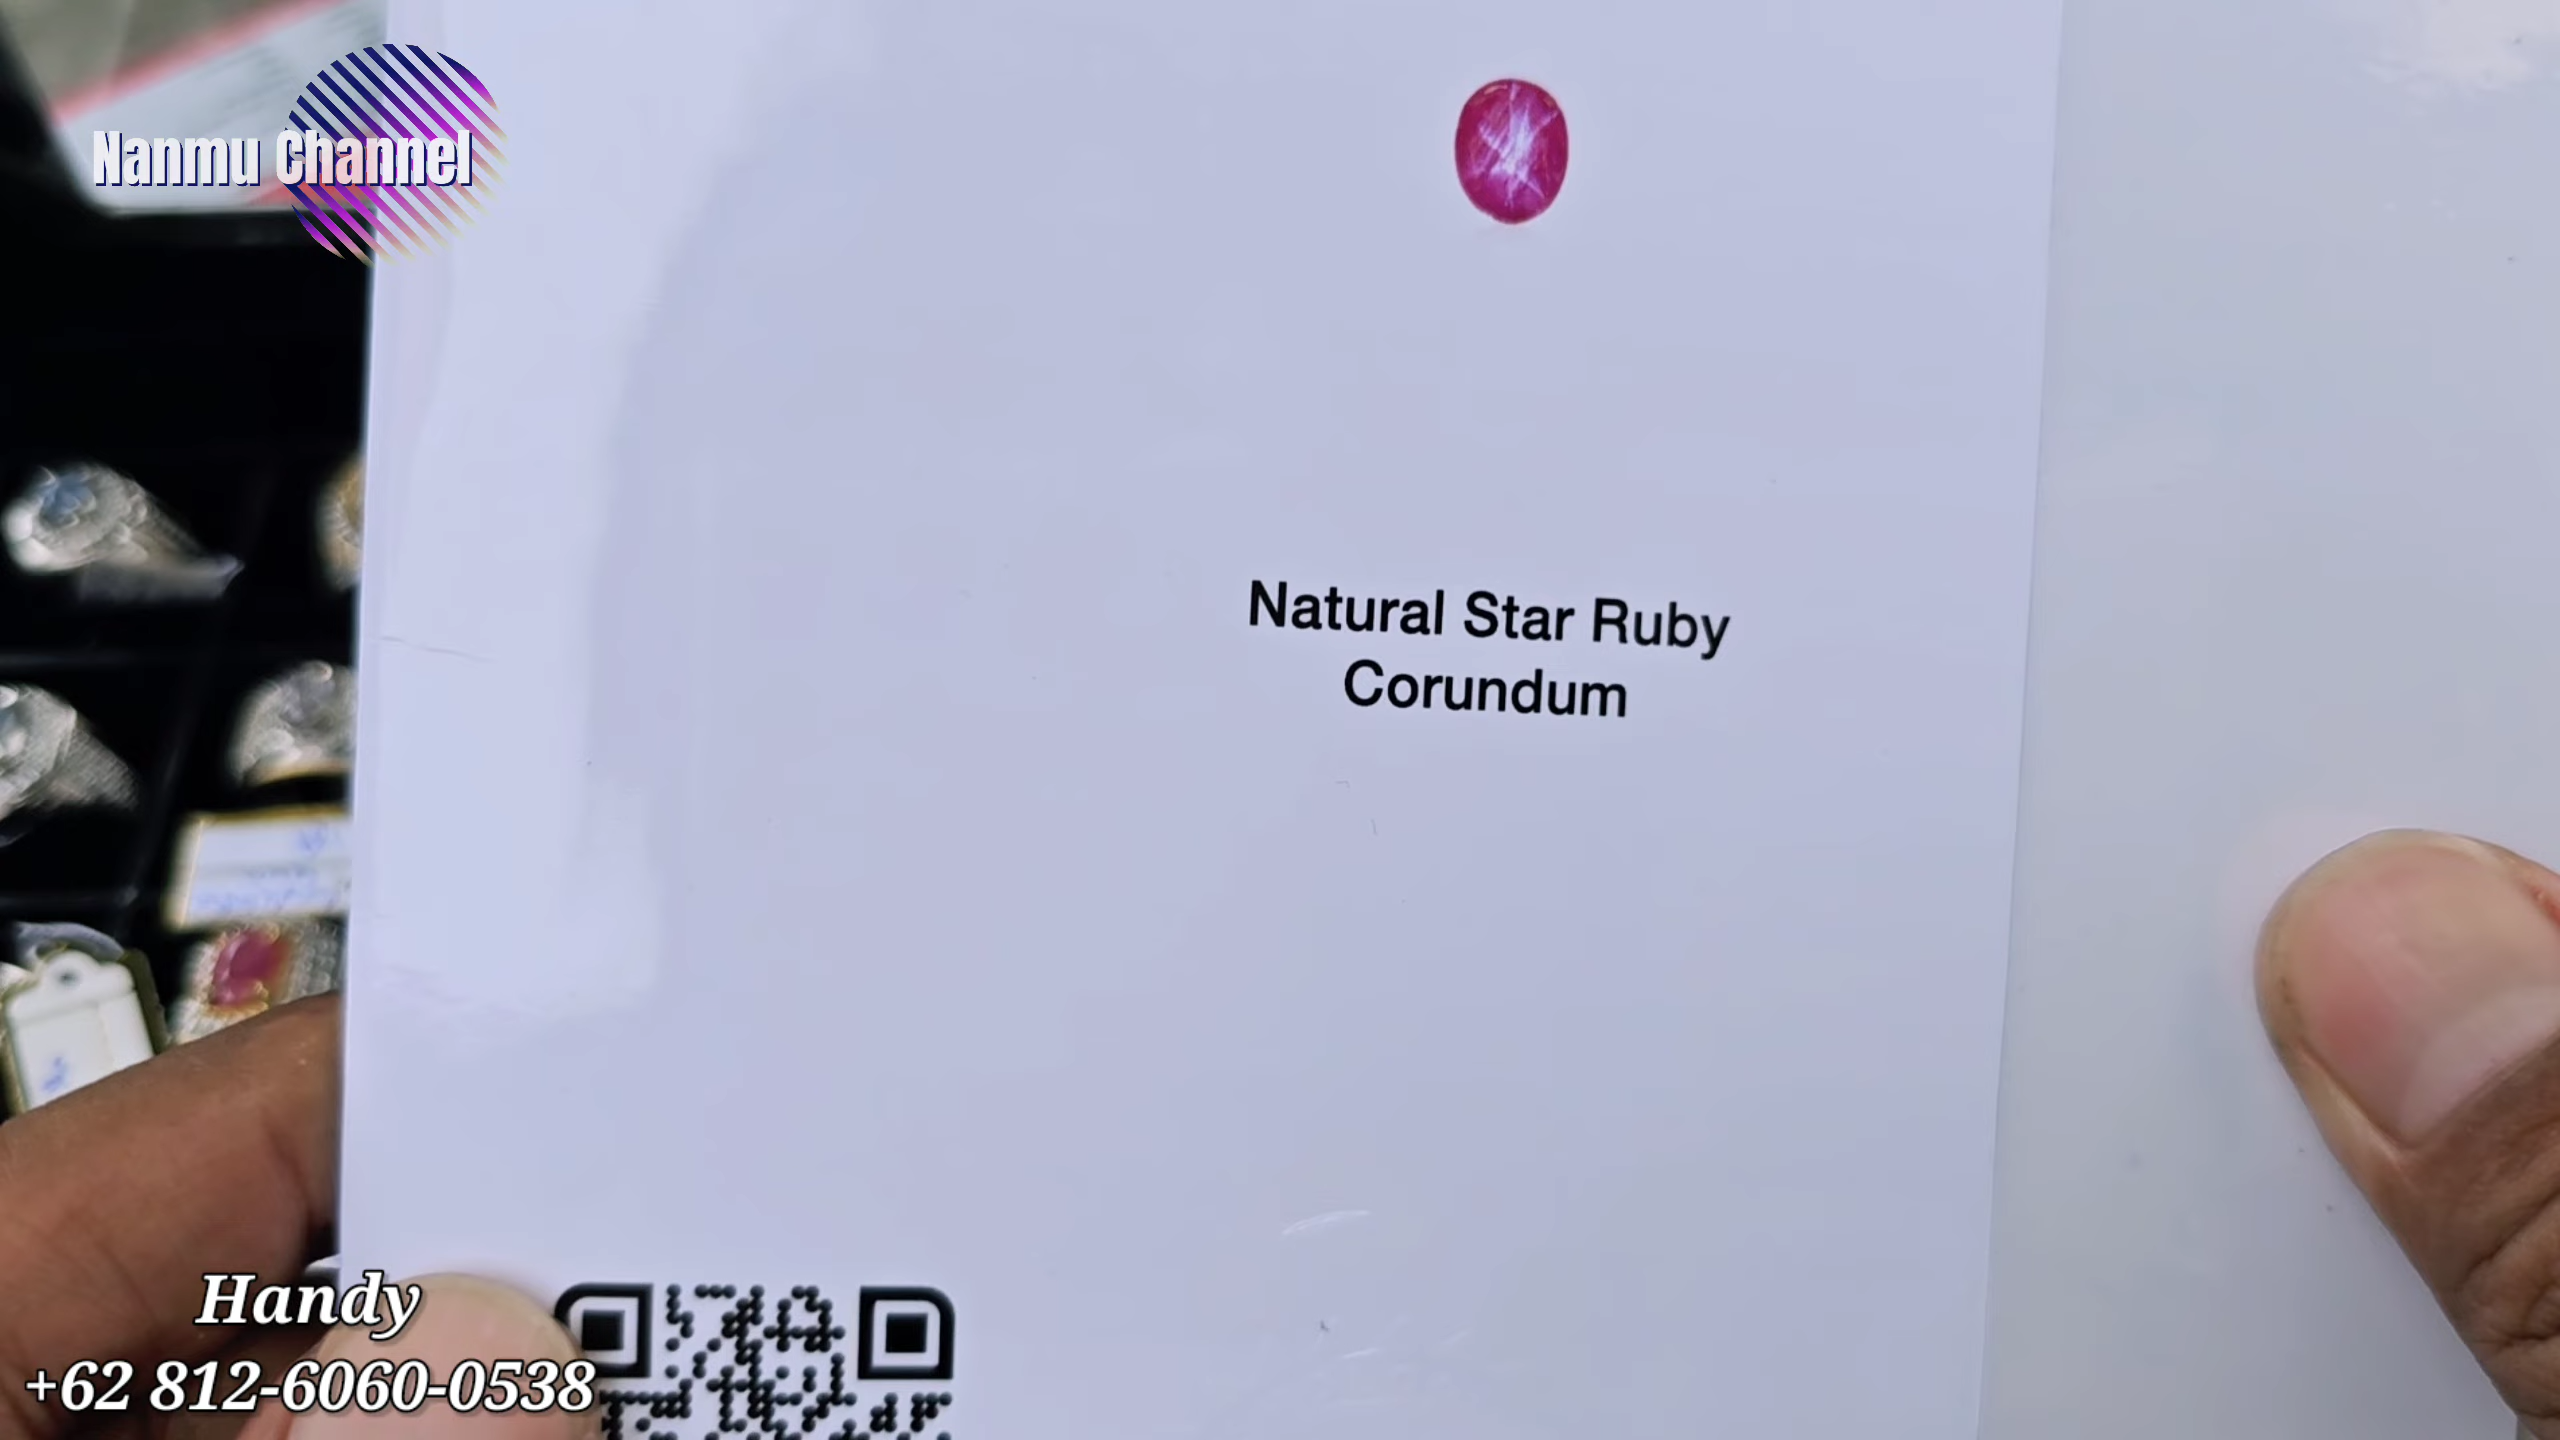 Nanmu Channel
Natural Star Ruby
Corundum
Handy
+62 812-6060-0538